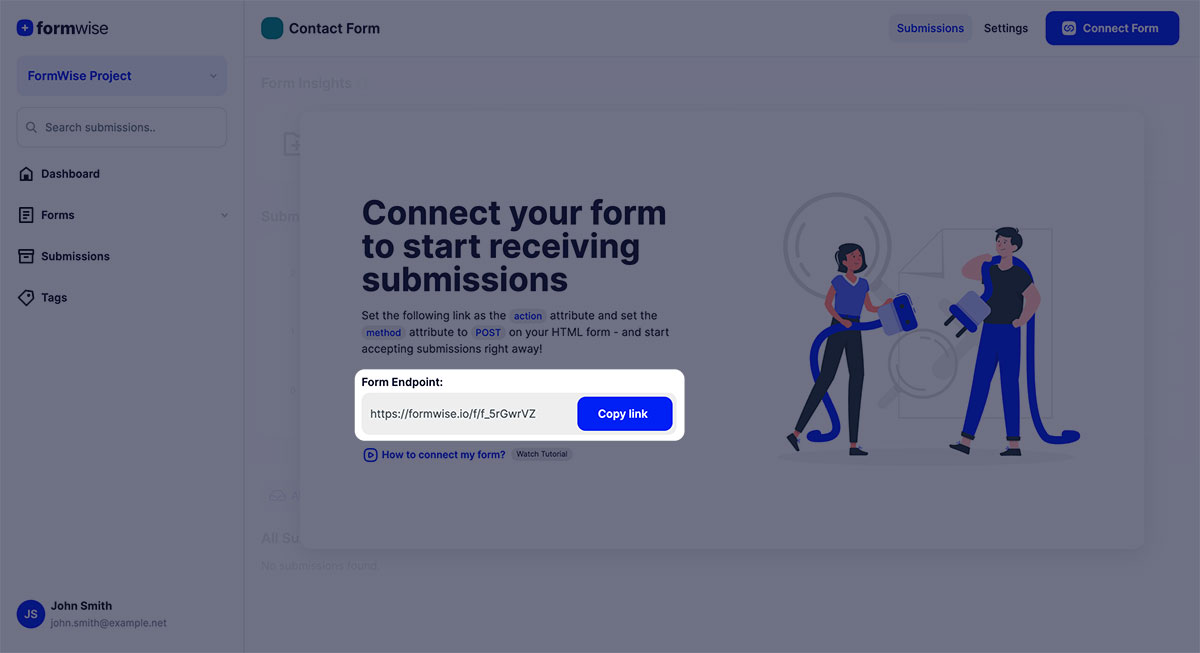 formwise
FormWise Project
Search submissions..
Dashboard
Forms
Submissions
Tags
JS
John Smith
john.smith@example.net
Contact Form
Submissions
Settings
Connect Form
Form Insights
Connect your form
to start receiving
submissions
Set the following link as the action attribute and set the
method attribute to POST on your HTML form - and start
accepting submissions right away!
Form Endpoint:
https://formwise.io/f/f_5rGwrVZ
Copy link
How to connect my form?
Watch Tutorial
Subm
All Su
No submissions found.